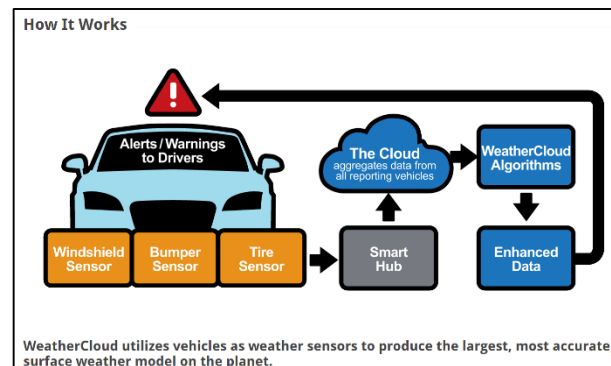 How It Works
!
Alerts/Warnings
to Drivers
The Cloud
aggregates data from
all reporting vehicles
WeatherCloud
Algorithms
Windshield
Sensor
Bumper
Sensor
Tire
Sensor
Smart
Hub
Enhanced
Data
WeatherCloud utilizes vehicles as weather sensors to produce the largest, most accurate
surface weather model on the planet.